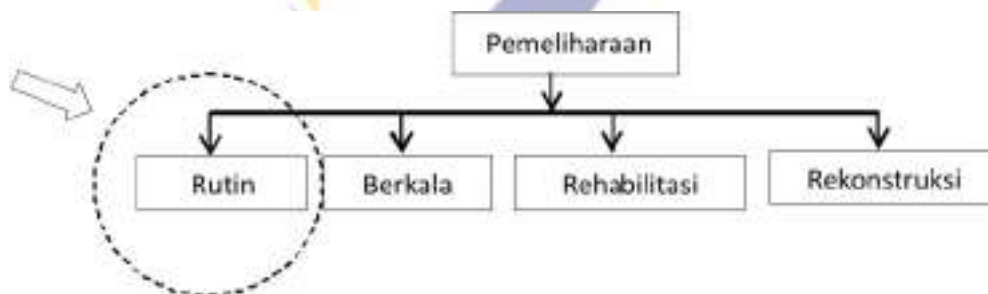 Pemeliharaan
Rutin
Berkala
Rehabilitasi
Rekonstruksi